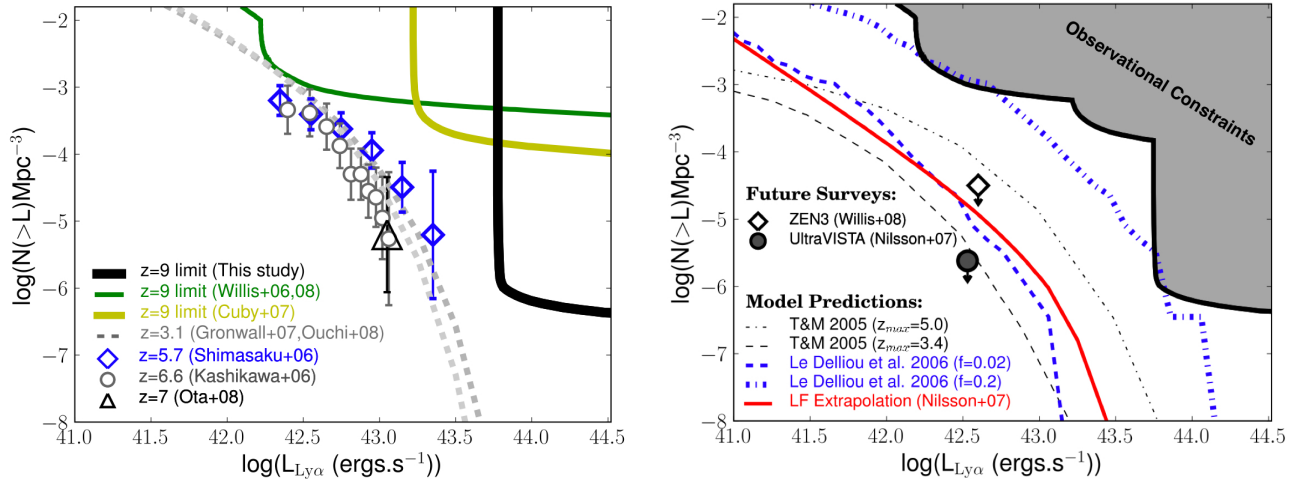 −2
−3
−4
−5
−6
−7
−8
log(N(>L)Mpc⁻³)
z=9 limit (This study)
z=9 limit (Willis+06,08)
z=9 limit (Cuby+07)
z=3.1 (Gronwall+07,Ouchi+08)
z=5.7 (Shimasaku+06)
z=6.6 (Kashikawa+06)
z=7 (Ota+08)
41.0 41.5 42.0 42.5 43.0 43.5 44.0 44.5
log(L_Lyα (ergs.s⁻¹))
−2
−3
−4
−5
−6
−7
−8
log(N(>L)Mpc⁻³)
Observational Constraints
Future Surveys:
ZEN3 (Willis+08)
UltraVISTA (Nilsson+07)
Model Predictions:
T&M 2005 (z_max=5.0)
T&M 2005 (z_max=3.4)
Le Delliou et al. 2006 (f=0.02)
Le Delliou et al. 2006 (f=0.2)
LF Extrapolation (Nilsson+07)
41.0 41.5 42.0 42.5 43.0 43.5 44.0 44.5
log(L_Lyα (ergs.s⁻¹))